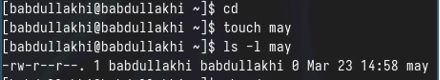 [babdullakhi@babdullakhi ~]$ cd
[babdullakhi@babdullakhi ~]$ touch may
[babdullakhi@babdullakhi ~]$ ls -l may
-rw-r--r--. 1 babdullakhi babdullakhi 0 Mar 23 14:58 may